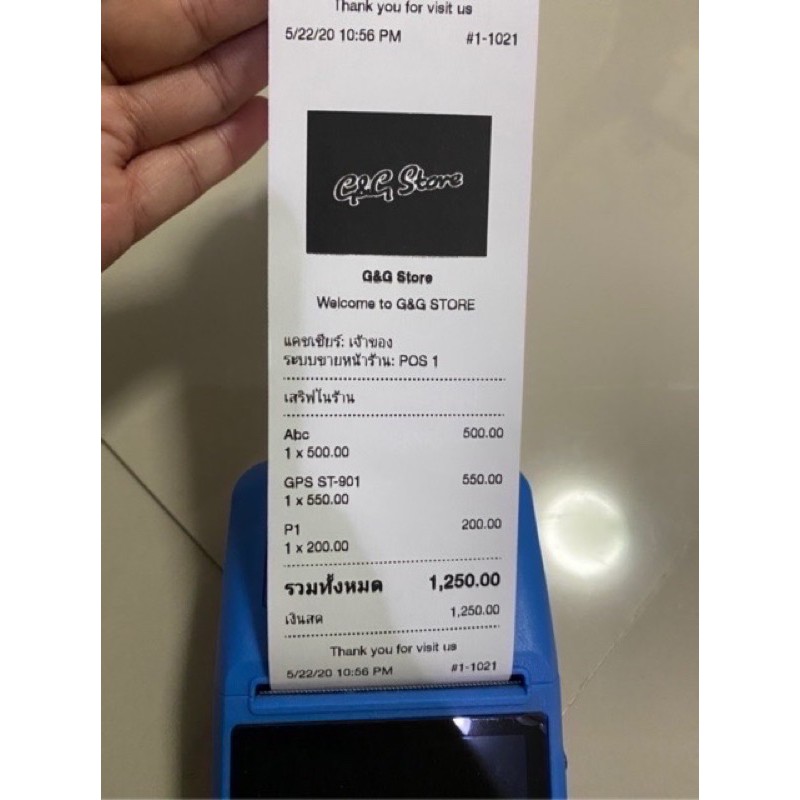 Thank you for visit us
5/22/20 10:56 PM #1-1021
G&G Store
G&G Store
Welcome to G&G STORE
แคชเชียร์: เจ้าของ
ระบบขายหน้าร้าน: POS 1
เสริฟในร้าน
Abc 500.00
1 x 500.00
GPS ST-901 550.00
1 x 550.00
P1 200.00
1 x 200.00
รวมทั้งหมด 1,250.00
เงินสด 1,250.00
Thank you for visit us
5/22/20 10:56 PM #1-1021